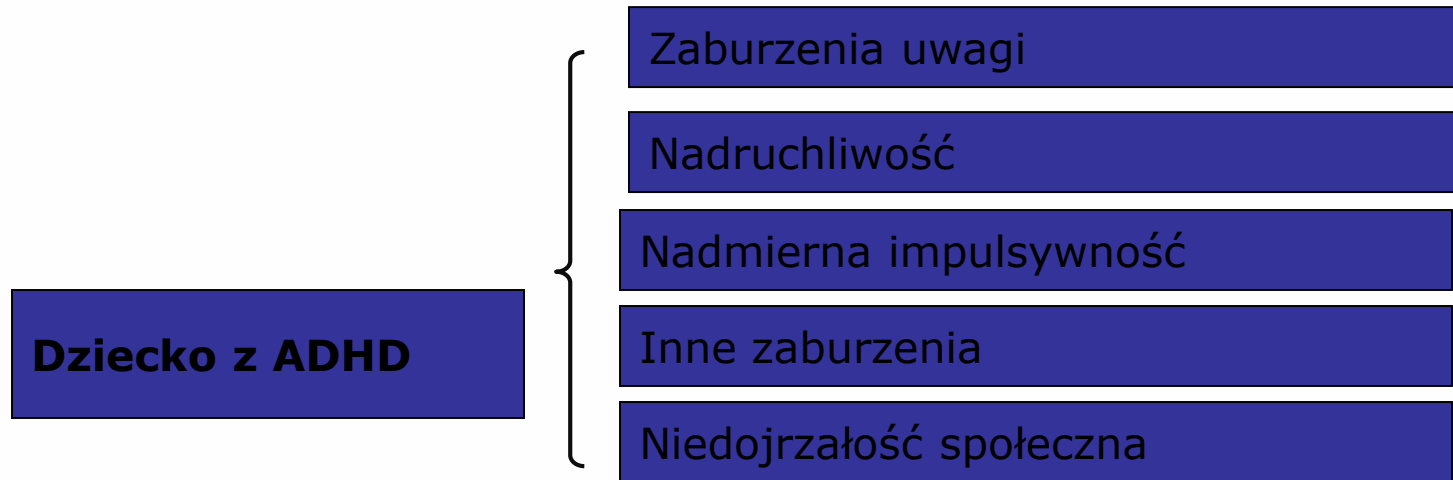 Zaburzenia uwagi
Nadruchliwość
Nadmierna impulsywność
Dziecko z ADHD
Inne zaburzenia
Niedojrzałość społeczna